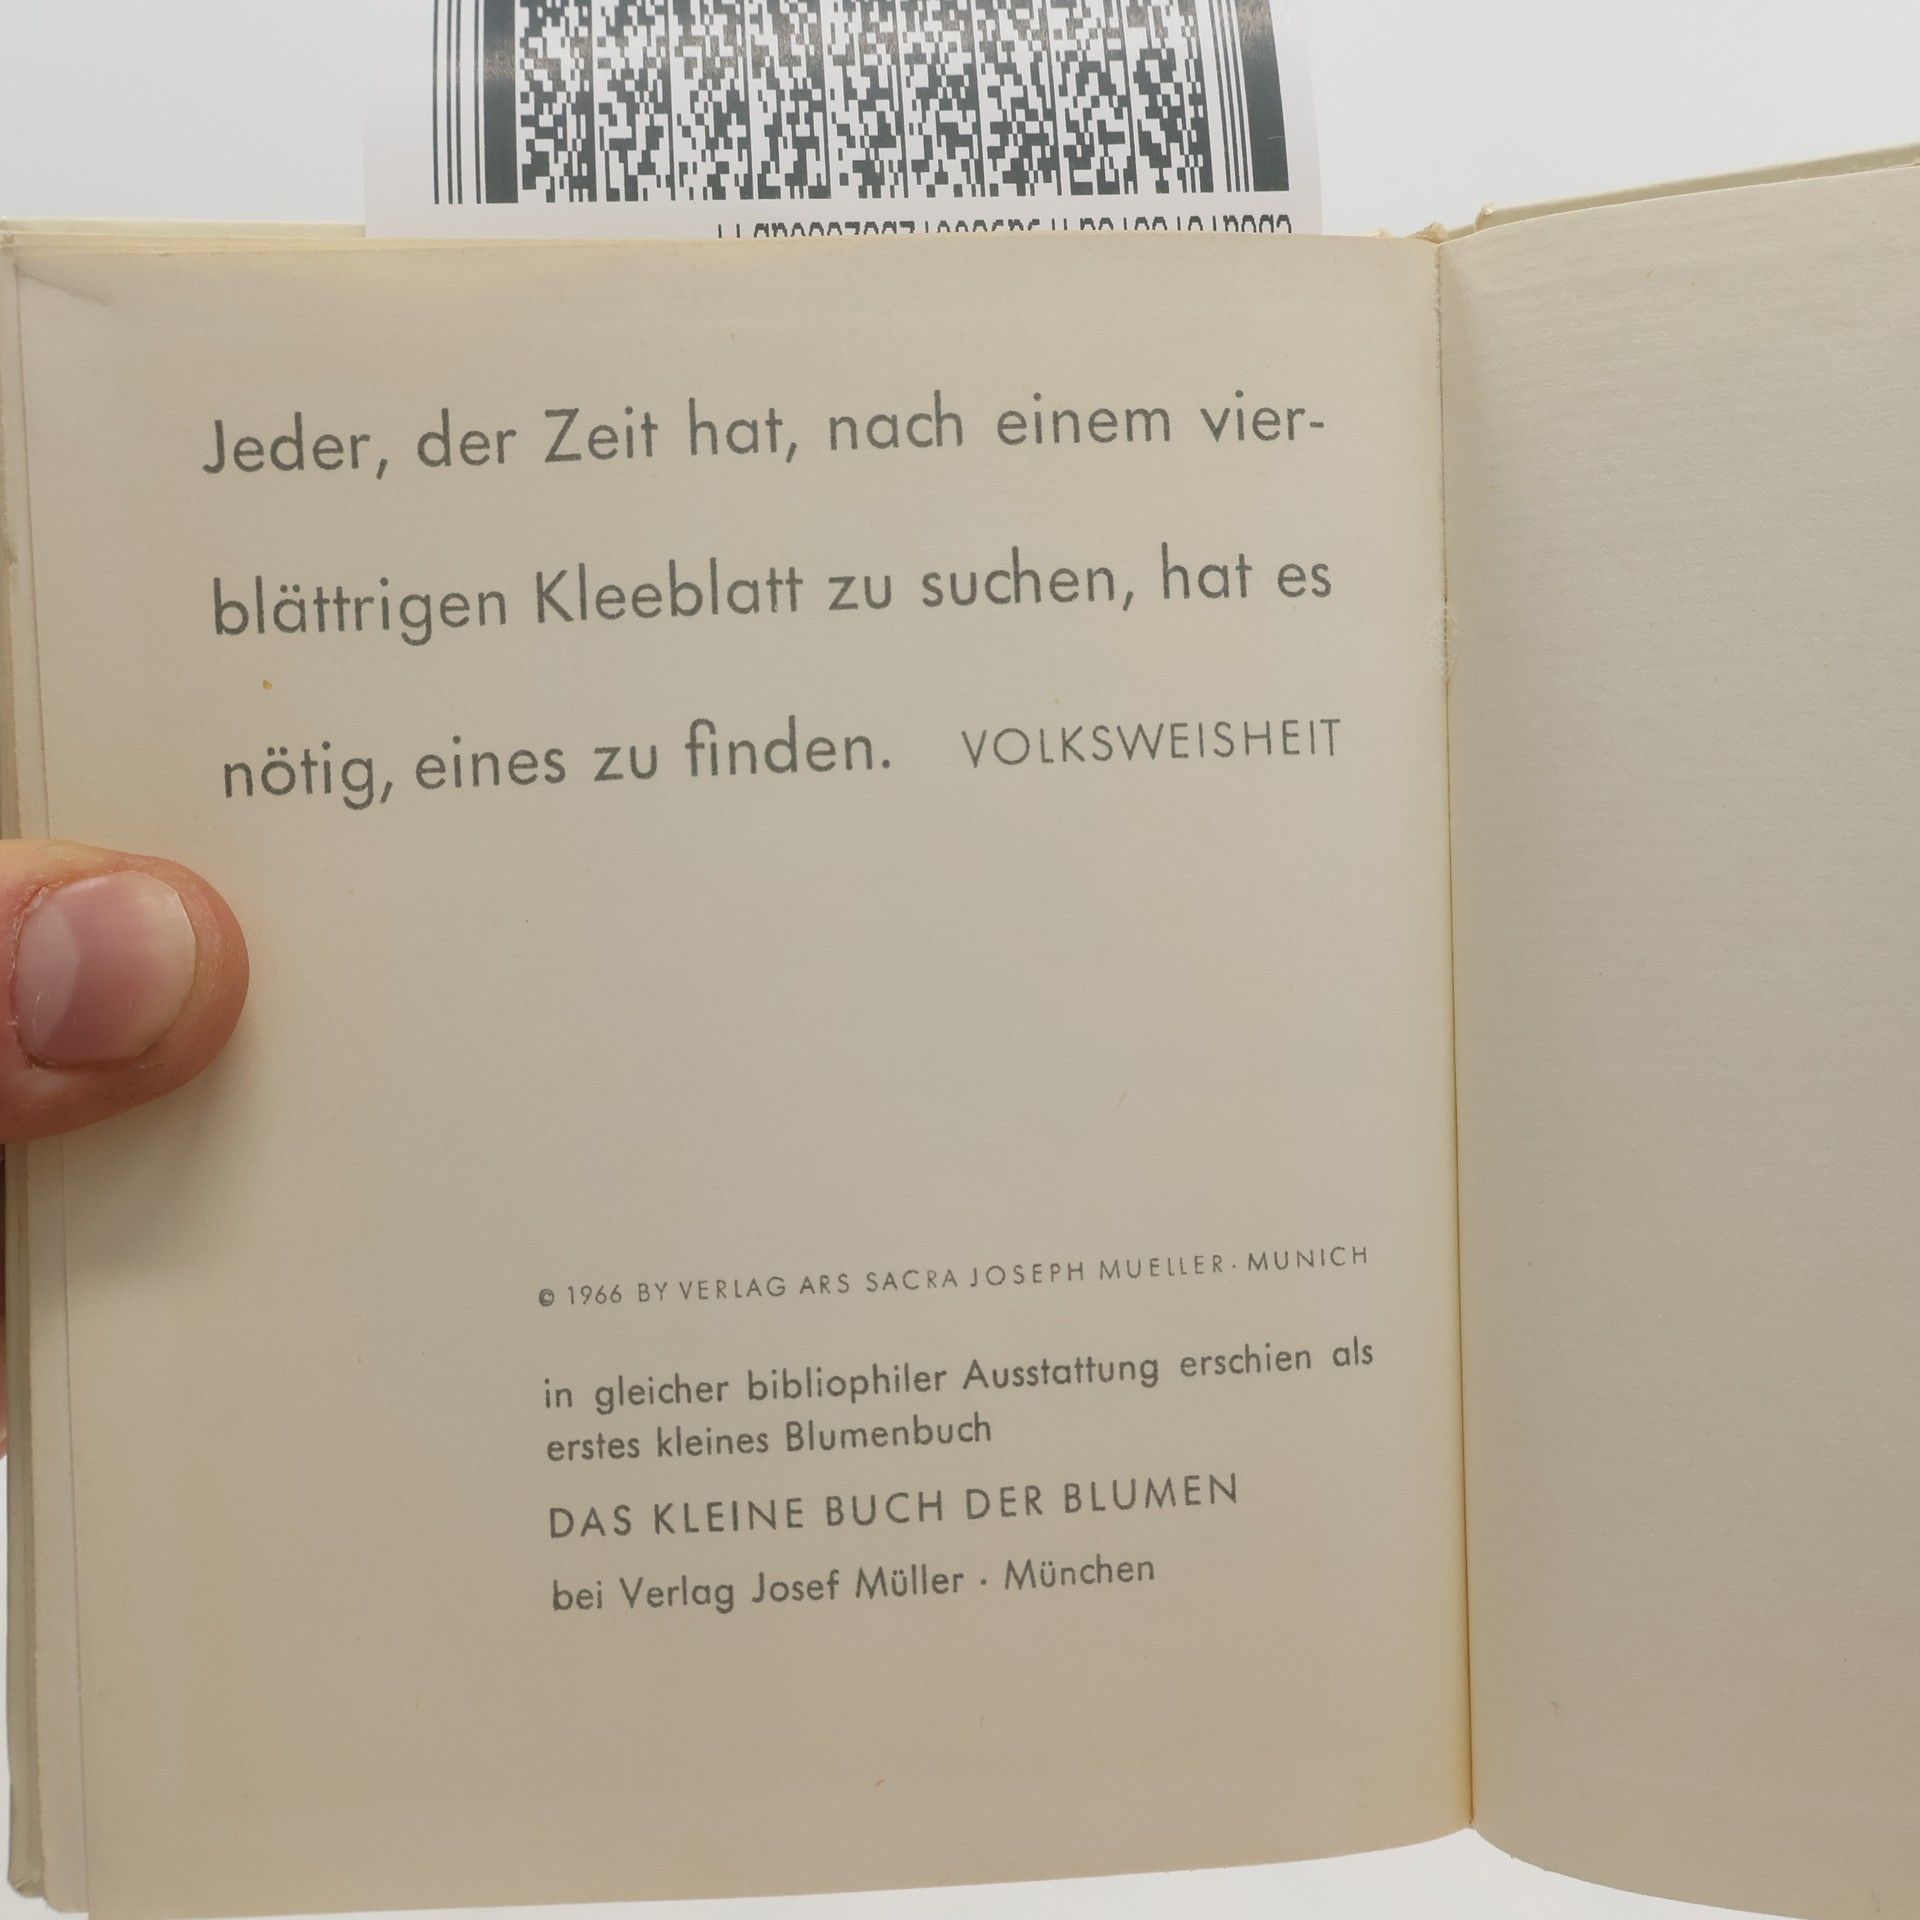 Jeder, der Zeit hat, nach einem vier-
blättrigen Kleeblatt zu suchen, hat es
nötig, eines zu finden. VOLKSWEISHEIT
© 1966 BY VERLAG ARS SACRA JOSEPH MUELLER · MUNICH
in gleicher bibliophiler Ausstattung erschien als
erstes kleines Blumenbuch
DAS KLEINE BUCH DER BLUMEN
bei Verlag Josef Müller · München